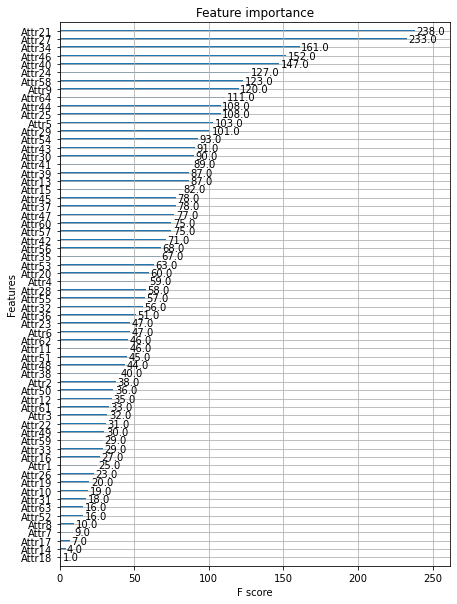 Feature importance
Attr21 238.0
Attr27 233.0
Attr34 161.0
Attr46 152.0
Attr40 147.0
Attr24 127.0
Attr58 123.0
Attr9 120.0
Attr64 111.0
Attr44 108.0
Attr25 108.0
Attr5 103.0
Attr29 101.0
Attr54 93.0
Attr43 91.0
Attr30 90.0
Attr41 89.0
Attr39 87.0
Attr13 87.0
Attr15 82.0
Attr45 78.0
Attr37 78.0
Attr47 77.0
Attr60 75.0
Attr57 75.0
Attr42 71.0
Attr56 68.0
Attr35 67.0
Attr53 63.0
Attr20 60.0
Attr4 59.0
Attr28 58.0
Attr55 57.0
Attr32 56.0
Attr36 51.0
Attr23 47.0
Attr6 47.0
Attr62 46.0
Attr11 46.0
Attr51 45.0
Attr48 44.0
Attr38 40.0
Attr2 38.0
Attr50 36.0
Attr12 35.0
Attr61 33.0
Attr3 32.0
Attr22 31.0
Attr49 30.0
Attr59 29.0
Attr33 29.0
Attr16 27.0
Attr1 25.0
Attr26 23.0
Attr19 20.0
Attr10 19.0
Attr31 18.0
Attr63 16.0
Attr52 16.0
Attr8 10.0
Attr7 9.0
Attr17 7.0
Attr14 4.0
Attr18 1.0
Features
0 50 100 150 200 250
F score